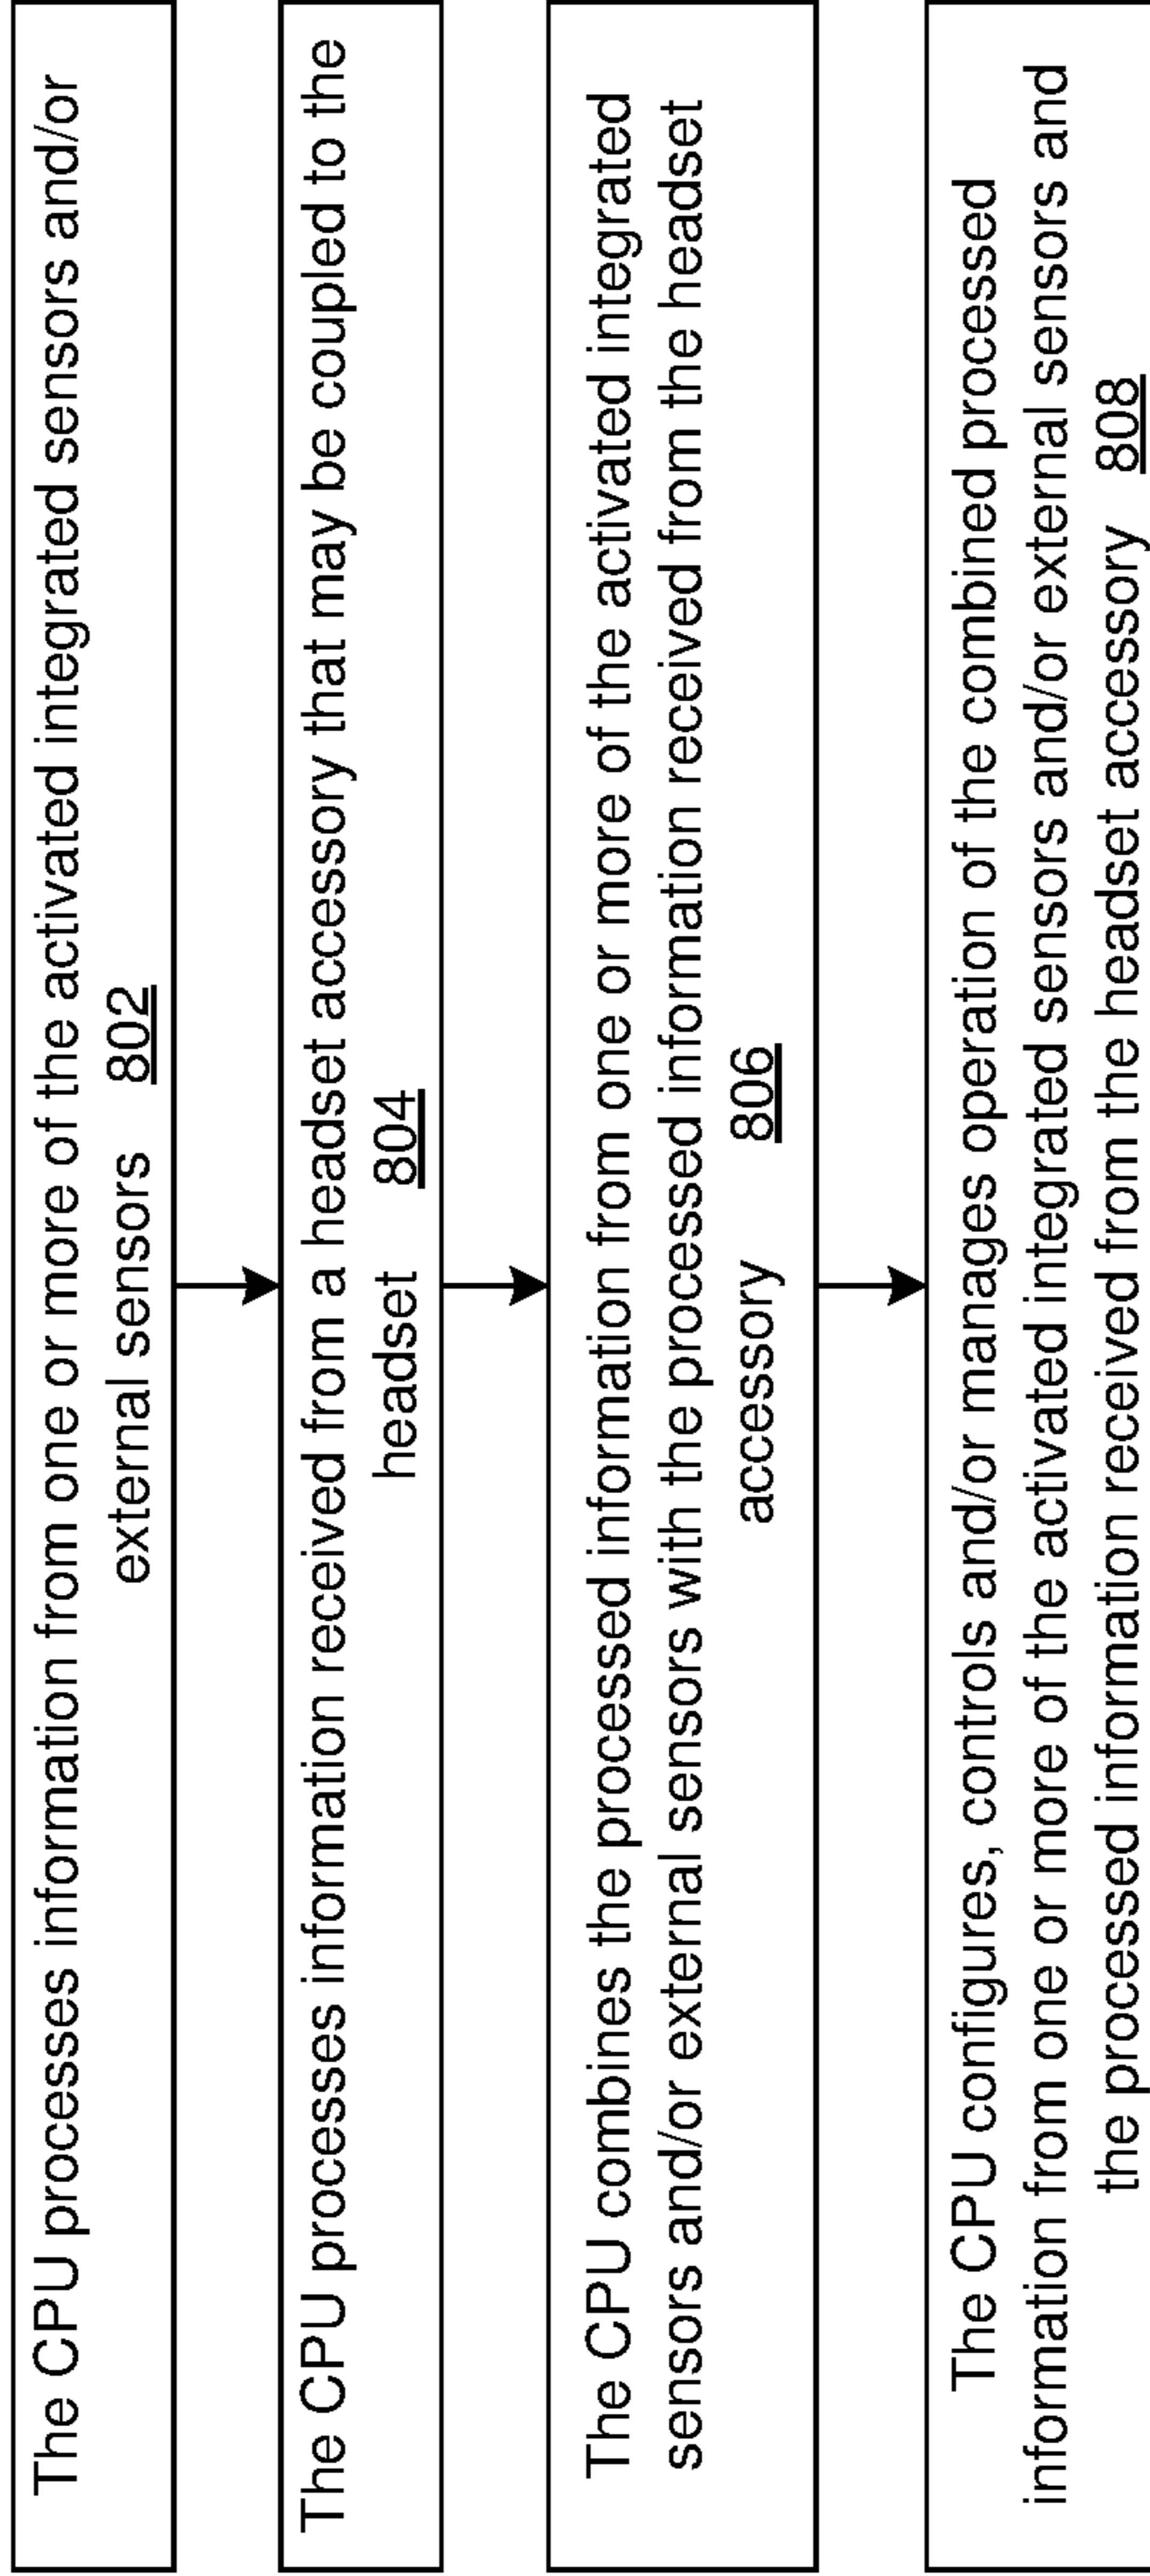 The CPU processes information from one or more of the activated integrated sensors and/or
external sensors 802
The CPU processes information received from a headset accessory that may be coupled to the
headset 804
The CPU combines the processed information from one or more of the activated integrated
sensors and/or external sensors with the processed information received from the headset
accessory 806
The CPU configures, controls and/or manages operation of the combined processed
information from one or more of the activated integrated sensors and/or external sensors and
the processed information received from the headset accessory 808